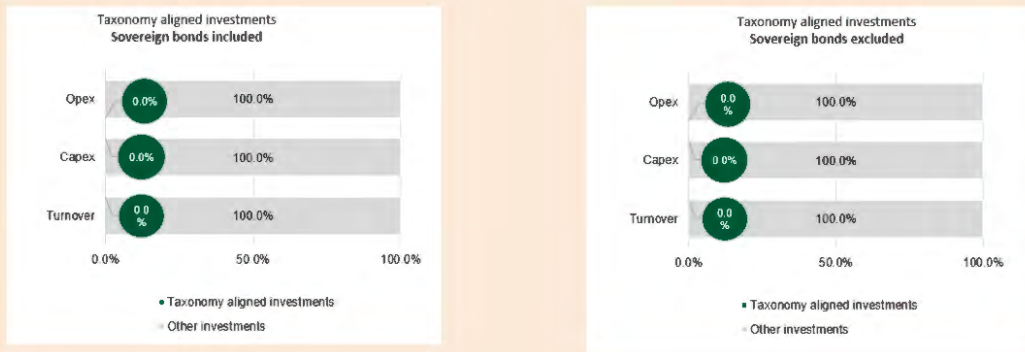 Taxonomy aligned investments
Sovereign bonds included
Opex
0.0%
100.0%
Capex
0.0%
100.0%
Turnover
0.0
%
100.0%
0.0%
50.0%
100.0%
Taxonomy aligned investments
Other investments
Taxonomy aligned investments
Sovereign bonds excluded
Opex
0.0
%
100.0%
Capex
0.0%
100.0%
Turnover
0.0
%
100.0%
0.0%
50.0%
100.0%
Taxonomy aligned investments
Other investments